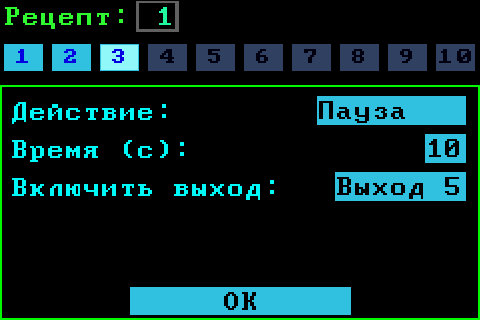 Рецепт: 1
1 2 3 4 5 6 7 8 9 10
Действие: Пауза
Время (с): 10
Включить выход: Выход 5
ОК